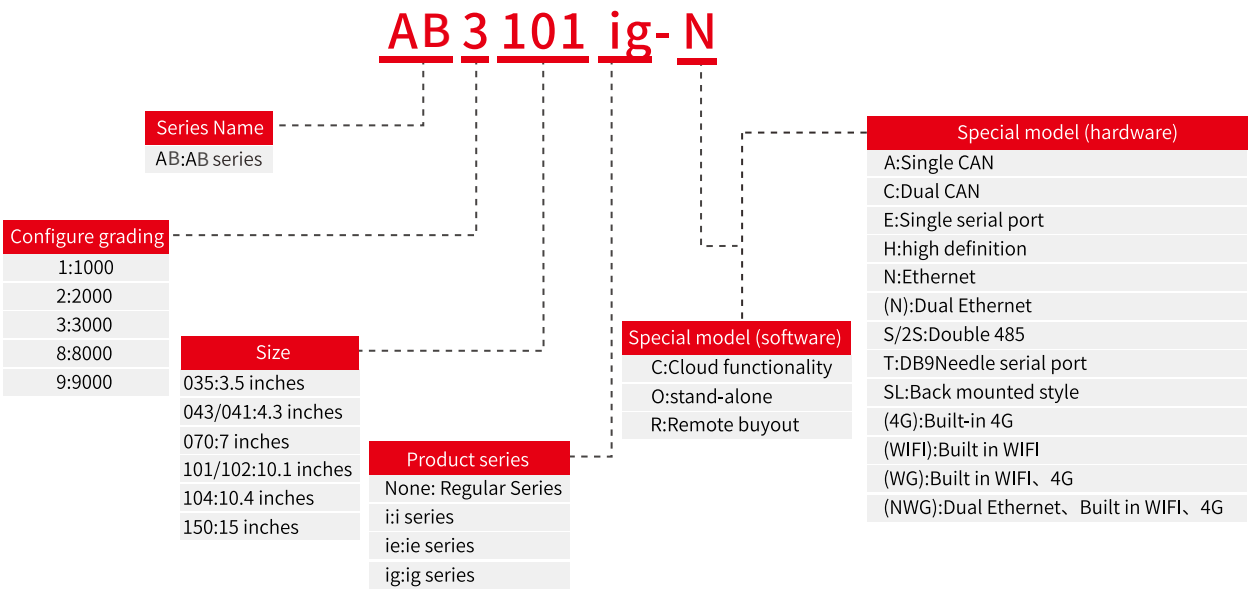 AB 3 101 ig- N
Series Name
AB:AB series
Configure grading
1:1000
2:2000
3:3000
8:8000
9:9000
Size
035:3.5 inches
043/041:4.3 inches
070:7 inches
101/102:10.1 inches
104:10.4 inches
150:15 inches
Product series
None: Regular Series
i:i series
ie:ie series
ig:ig series
Special model (software)
C:Cloud functionality
O:stand-alone
R:Remote buyout
Special model (hardware)
A:Single CAN
C:Dual CAN
E:Single serial port
H:high definition
N:Ethernet
(N):Dual Ethernet
S/2S:Double 485
T:DB9Needle serial port
SL:Back mounted style
(4G):Built-in 4G
(WIFI):Built in WIFI
(WG):Built in WIFI、4G
(NWG):Dual Ethernet、Built in WIFI、4G